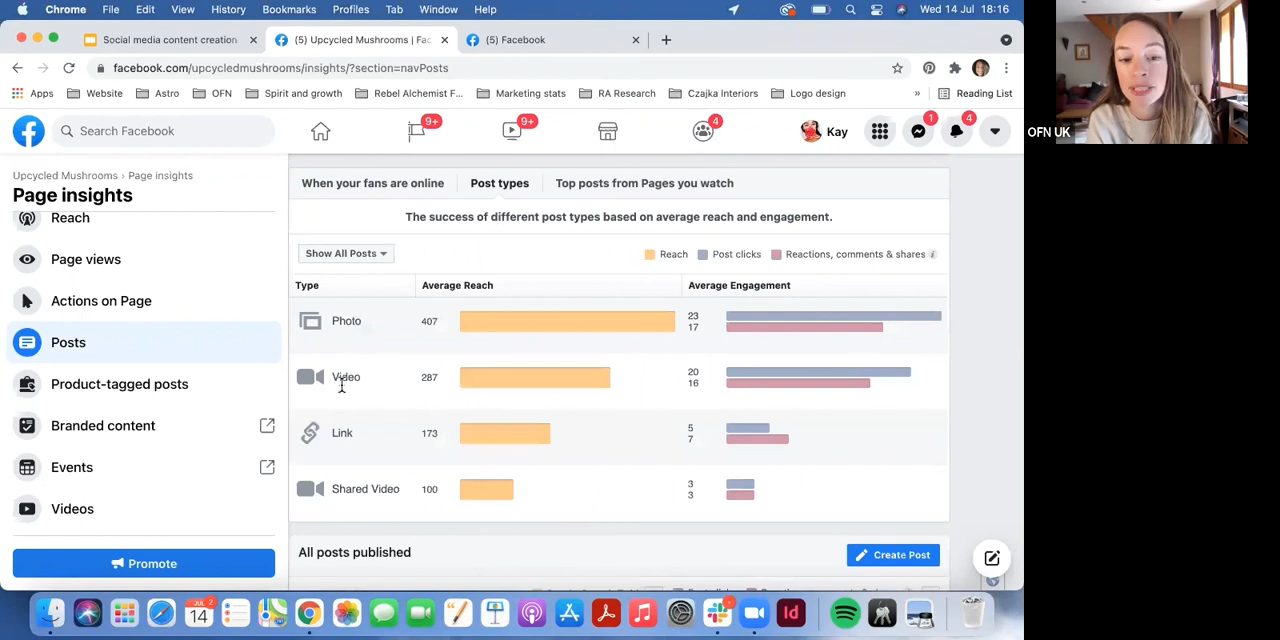 Chrome File Edit View History Bookmarks Profiles Tab Window Help Wed 14 Jul 18:16
Social media content creation (5) Upcycled Mushrooms | Fac (5) Facebook
facebook.com/upcycledmushrooms/insights/?section=navPosts
Apps Website Astro OFN Spirit and growth Rebel Alchemist F... Marketing stats RA Research Czajka Interiors Logo design » Reading List
Search Facebook 9+ 9+ 4 Kay 1 4
OFN UK
Upcycled Mushrooms › Page insights
Page insights
Reach
Page views
Actions on Page
Posts
Product-tagged posts
Branded content
Events
Videos
Promote
When your fans are online Post types Top posts from Pages you watch
The success of different post types based on average reach and engagement.
Show All Posts Reach Post clicks Reactions, comments & shares i
Type Average Reach Average Engagement
Photo 407 23
17
Video 287 20
16
Link 173 5
7
Shared Video 100 3
3
All posts published Create Post
JUL 2
14
Id